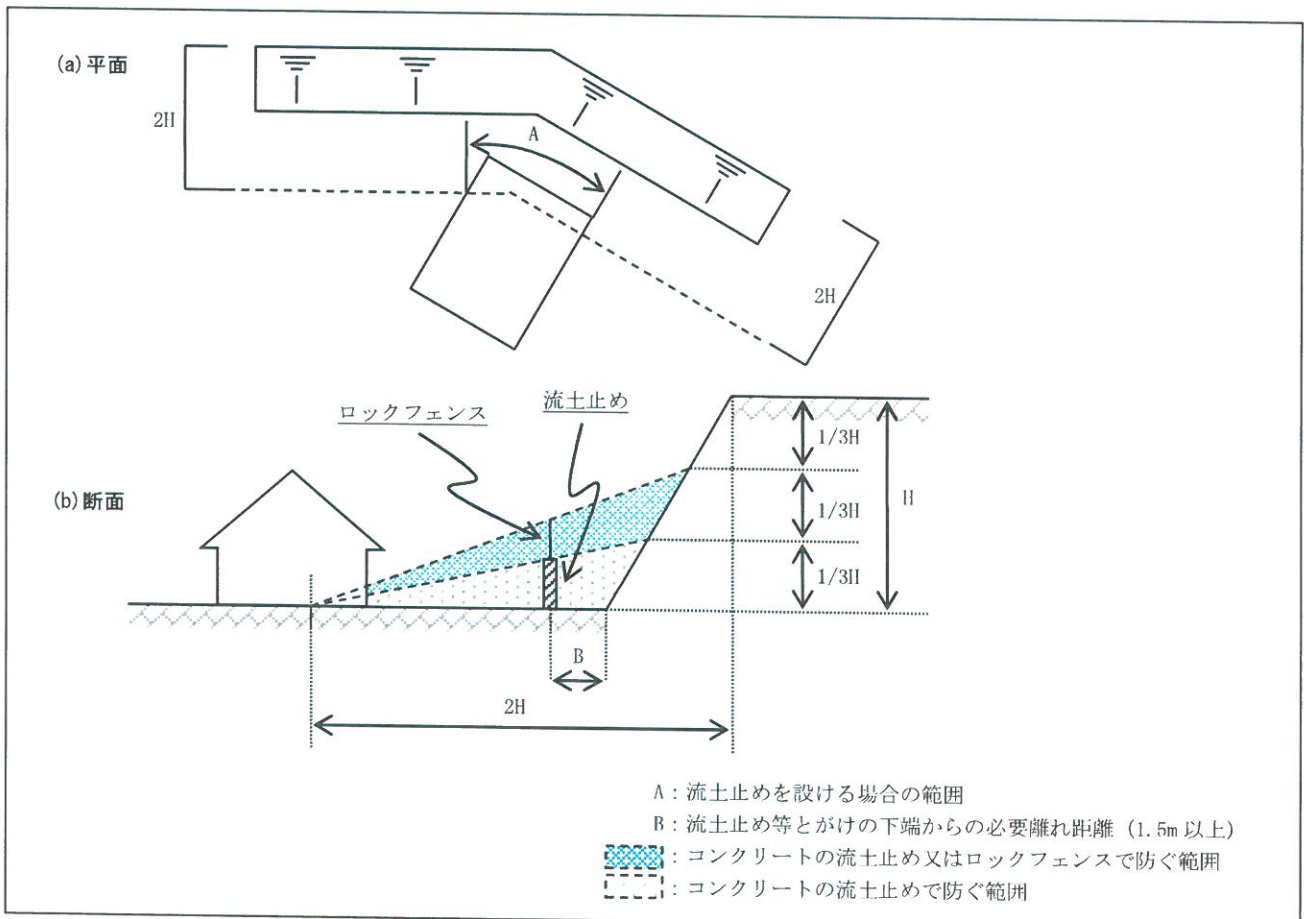 (a)平面
2H
A
2H
ロックフェンス
流土止め
(b)断面
1/3H
1/3H
1/3H
H
B
2H
A：流土止めを設ける場合の範囲
B：流土止め等とがけの下端からの必要離れ距離（1.5m 以上）
：コンクリートの流土止め又はロックフェンスで防ぐ範囲
：コンクリートの流土止めで防ぐ範囲